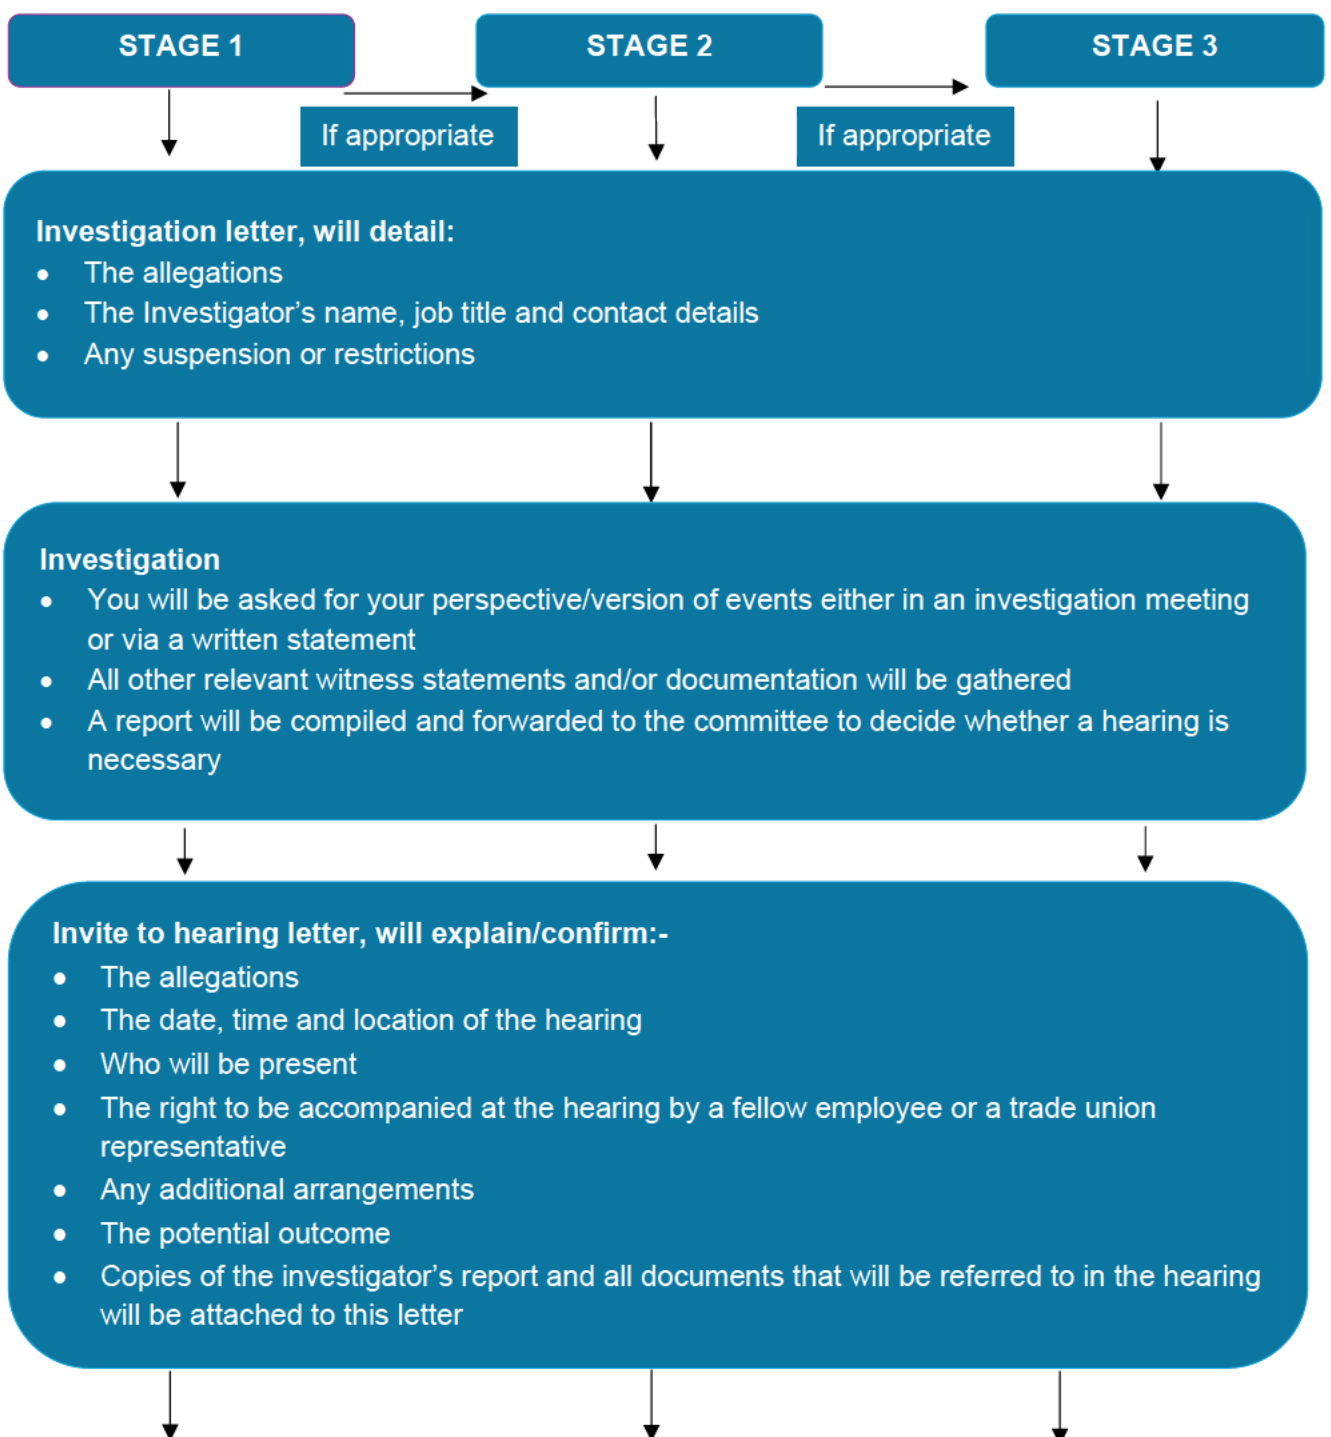 STAGE 1
STAGE 2
STAGE 3
If appropriate
If appropriate
Investigation letter, will detail:
• The allegations
• The Investigator’s name, job title and contact details
• Any suspension or restrictions
Investigation
• You will be asked for your perspective/version of events either in an investigation meeting
or via a written statement
• All other relevant witness statements and/or documentation will be gathered
• A report will be compiled and forwarded to the committee to decide whether a hearing is
necessary
Invite to hearing letter, will explain/confirm:-
• The allegations
• The date, time and location of the hearing
• Who will be present
• The right to be accompanied at the hearing by a fellow employee or a trade union
representative
• Any additional arrangements
• The potential outcome
• Copies of the investigator’s report and all documents that will be referred to in the hearing
will be attached to this letter